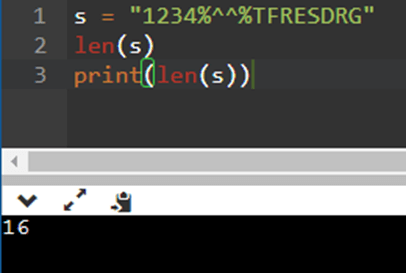 1 s = "1234%^^%TFRESDRG"
2 len(s)
3 print(len(s))
16